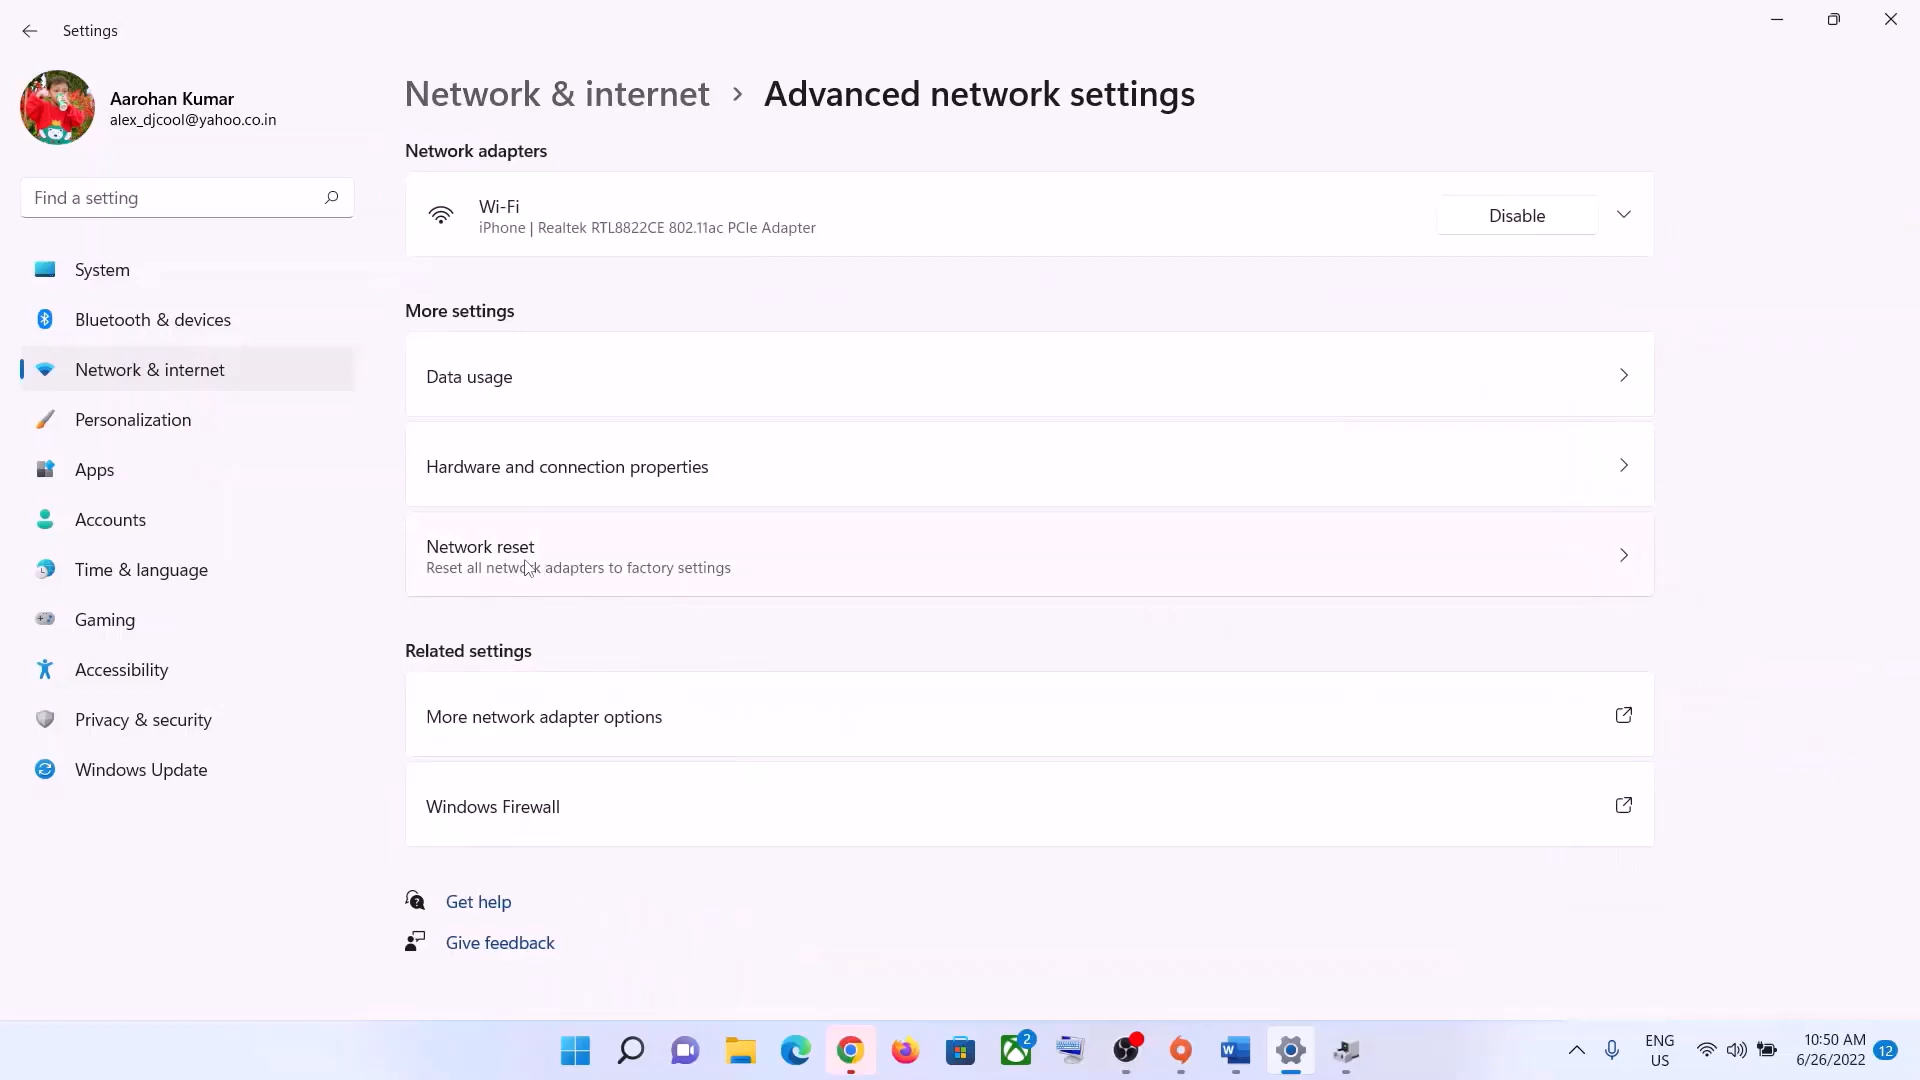 Settings
Aarohan Kumar
alex_djcool@yahoo.co.in
Find a setting
System
Bluetooth & devices
Network & internet
Personalization
Apps
Accounts
Time & language
Gaming
Accessibility
Privacy & security
Windows Update
Network & internet > Advanced network settings
Network adapters
Wi-Fi
iPhone | Realtek RTL8822CE 802.11ac PCIe Adapter
Disable
More settings
Data usage
Hardware and connection properties
Network reset
Reset all network adapters to factory settings
Related settings
More network adapter options
Windows Firewall
Get help
Give feedback
2
ENG
US
10:50 AM
6/26/2022
12